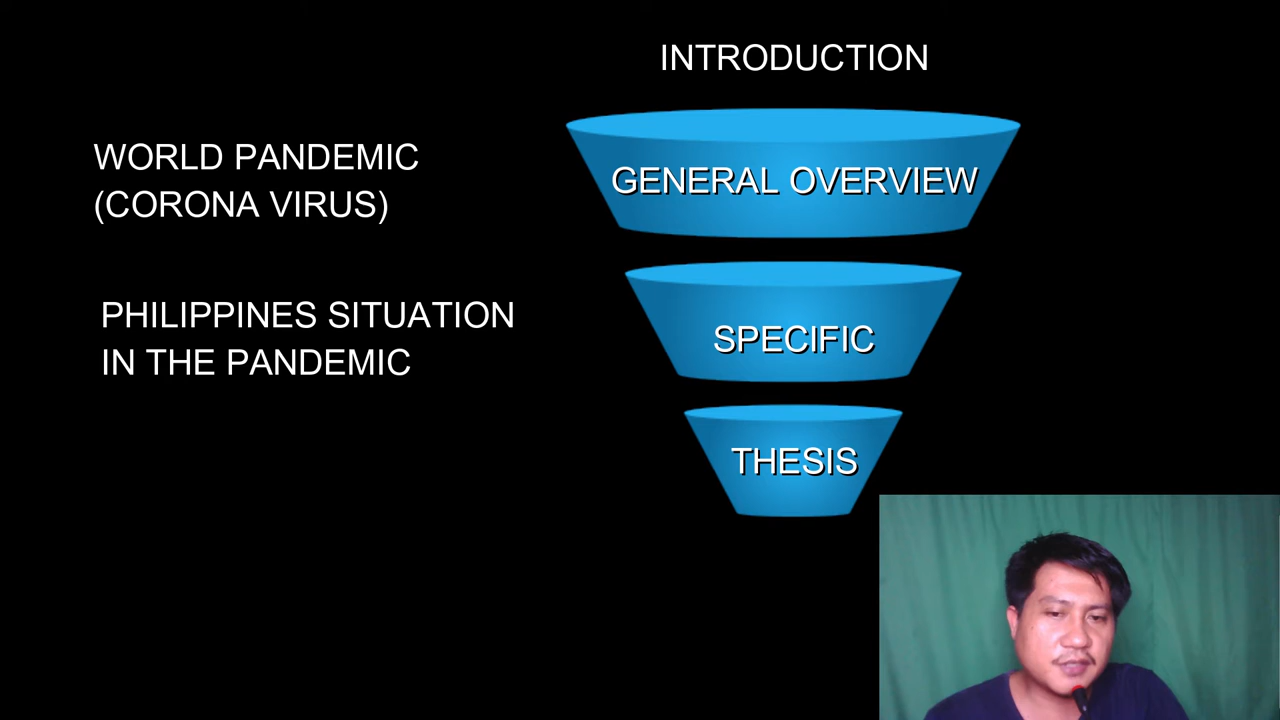 INTRODUCTION
WORLD PANDEMIC
(CORONA VIRUS)
GENERAL OVERVIEW
PHILIPPINES SITUATION
IN THE PANDEMIC
SPECIFIC
THESIS